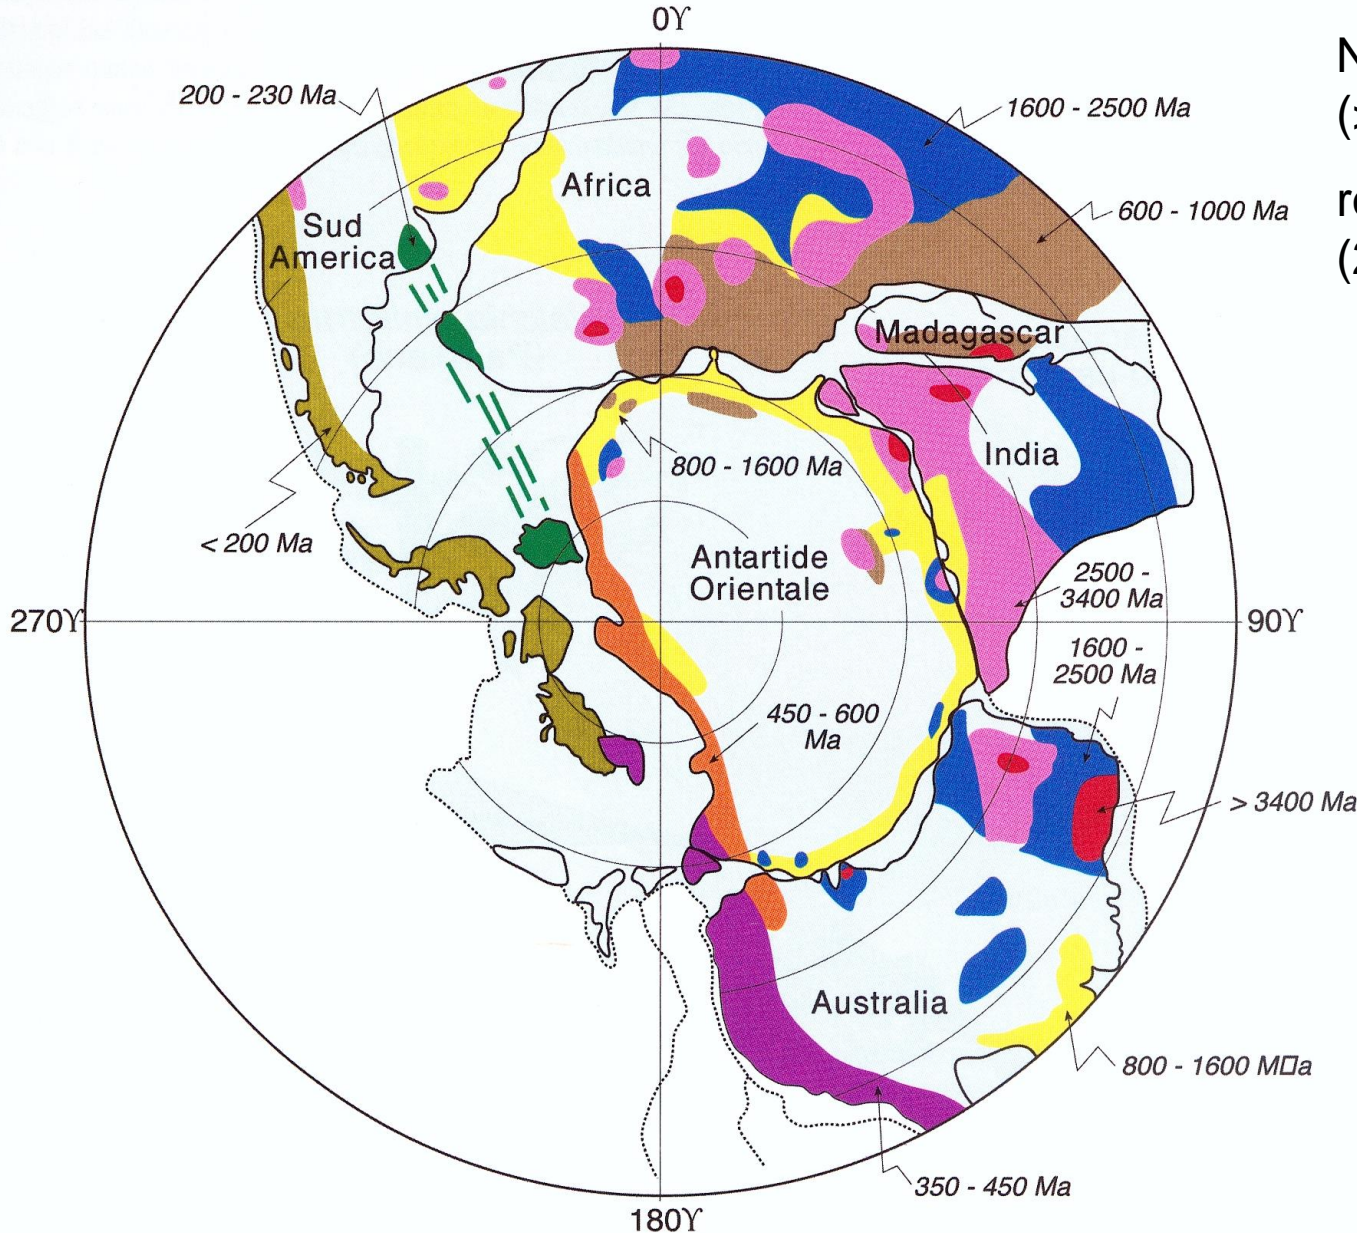 0ϒ
N
(
200 - 230 Ma
1600 - 2500 Ma
r
(2
Africa
600 - 1000 Ma
Sud
America
Madagascar
India
800 - 1600 Ma
< 200 Ma
Antartide
Orientale
2500 -
3400 Ma
270ϒ
90ϒ
1600 -
2500 Ma
450 - 600
Ma
> 3400 Ma
Australia
800 - 1600 M□a
350 - 450 Ma
180ϒ